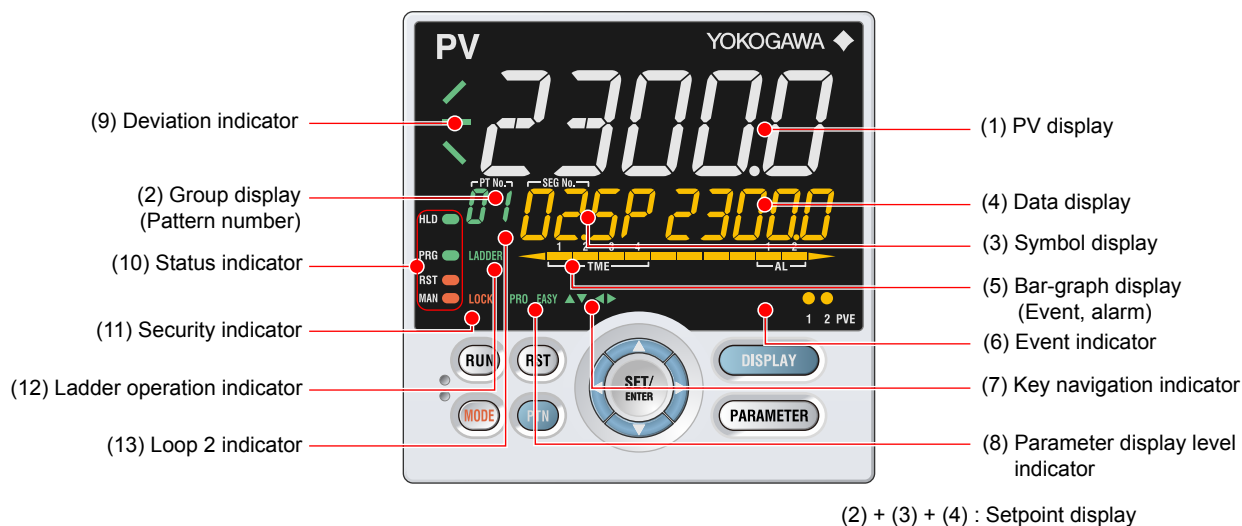 PV
YOKOGAWA
2300.0
PT No.
SEG No.
01
02.SP 2300.0
1 2 3 4
1 2
TME
AL
HLD
PRG
LADDER
RST
MAN
LOCK
PRO EASY
1 2 PVE
RUN
RST
SET/
ENTER
DISPLAY
MODE
PTN
PARAMETER
(9) Deviation indicator
(2) Group display
(Pattern number)
(10) Status indicator
(11) Security indicator
(12) Ladder operation indicator
(13) Loop 2 indicator
(1) PV display
(4) Data display
(3) Symbol display
(5) Bar-graph display
(Event, alarm)
(6) Event indicator
(7) Key navigation indicator
(8) Parameter display level
indicator
(2) + (3) + (4) : Setpoint display